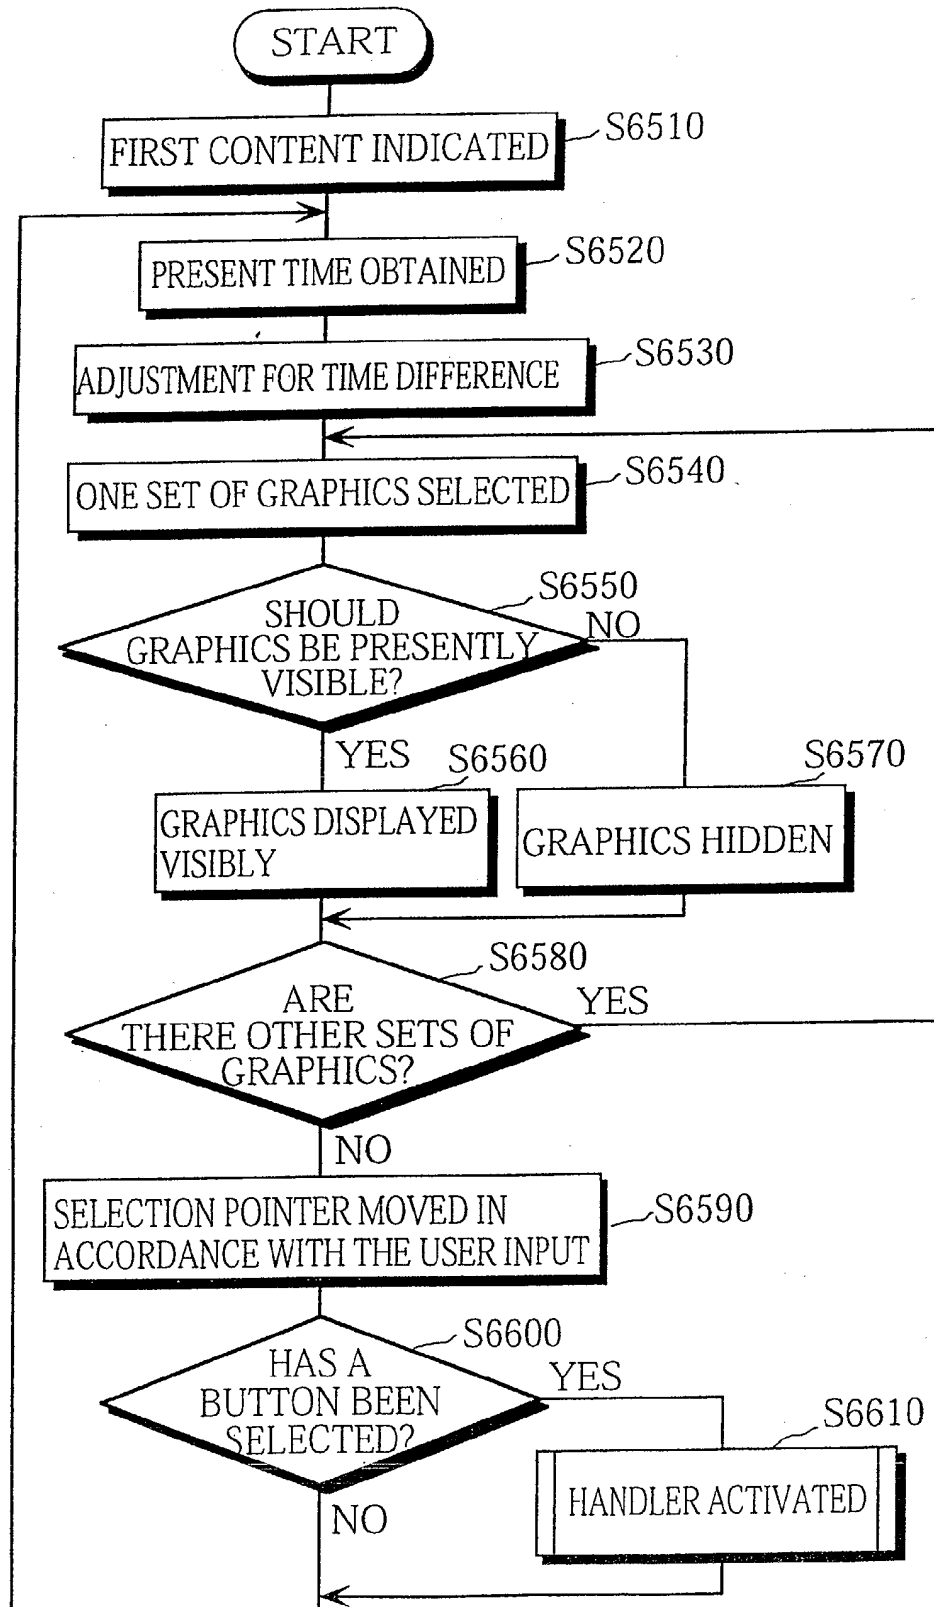 START
FIRST CONTENT INDICATED
S6510
PRESENT TIME OBTAINED
S6520
ADJUSTMENT FOR TIME DIFFERENCE
S6530
ONE SET OF GRAPHICS SELECTED
S6540
S6550
SHOULD
GRAPHICS BE PRESENTLY
VISIBLE?
NO
YES
S6560
GRAPHICS DISPLAYED
VISIBLY
S6570
GRAPHICS HIDDEN
S6580
ARE
THERE OTHER SETS OF
GRAPHICS?
YES
NO
SELECTION POINTER MOVED IN
ACCORDANCE WITH THE USER INPUT
S6590
S6600
HAS A
BUTTON BEEN
SELECTED?
YES
S6610
HANDLER ACTIVATED
NO